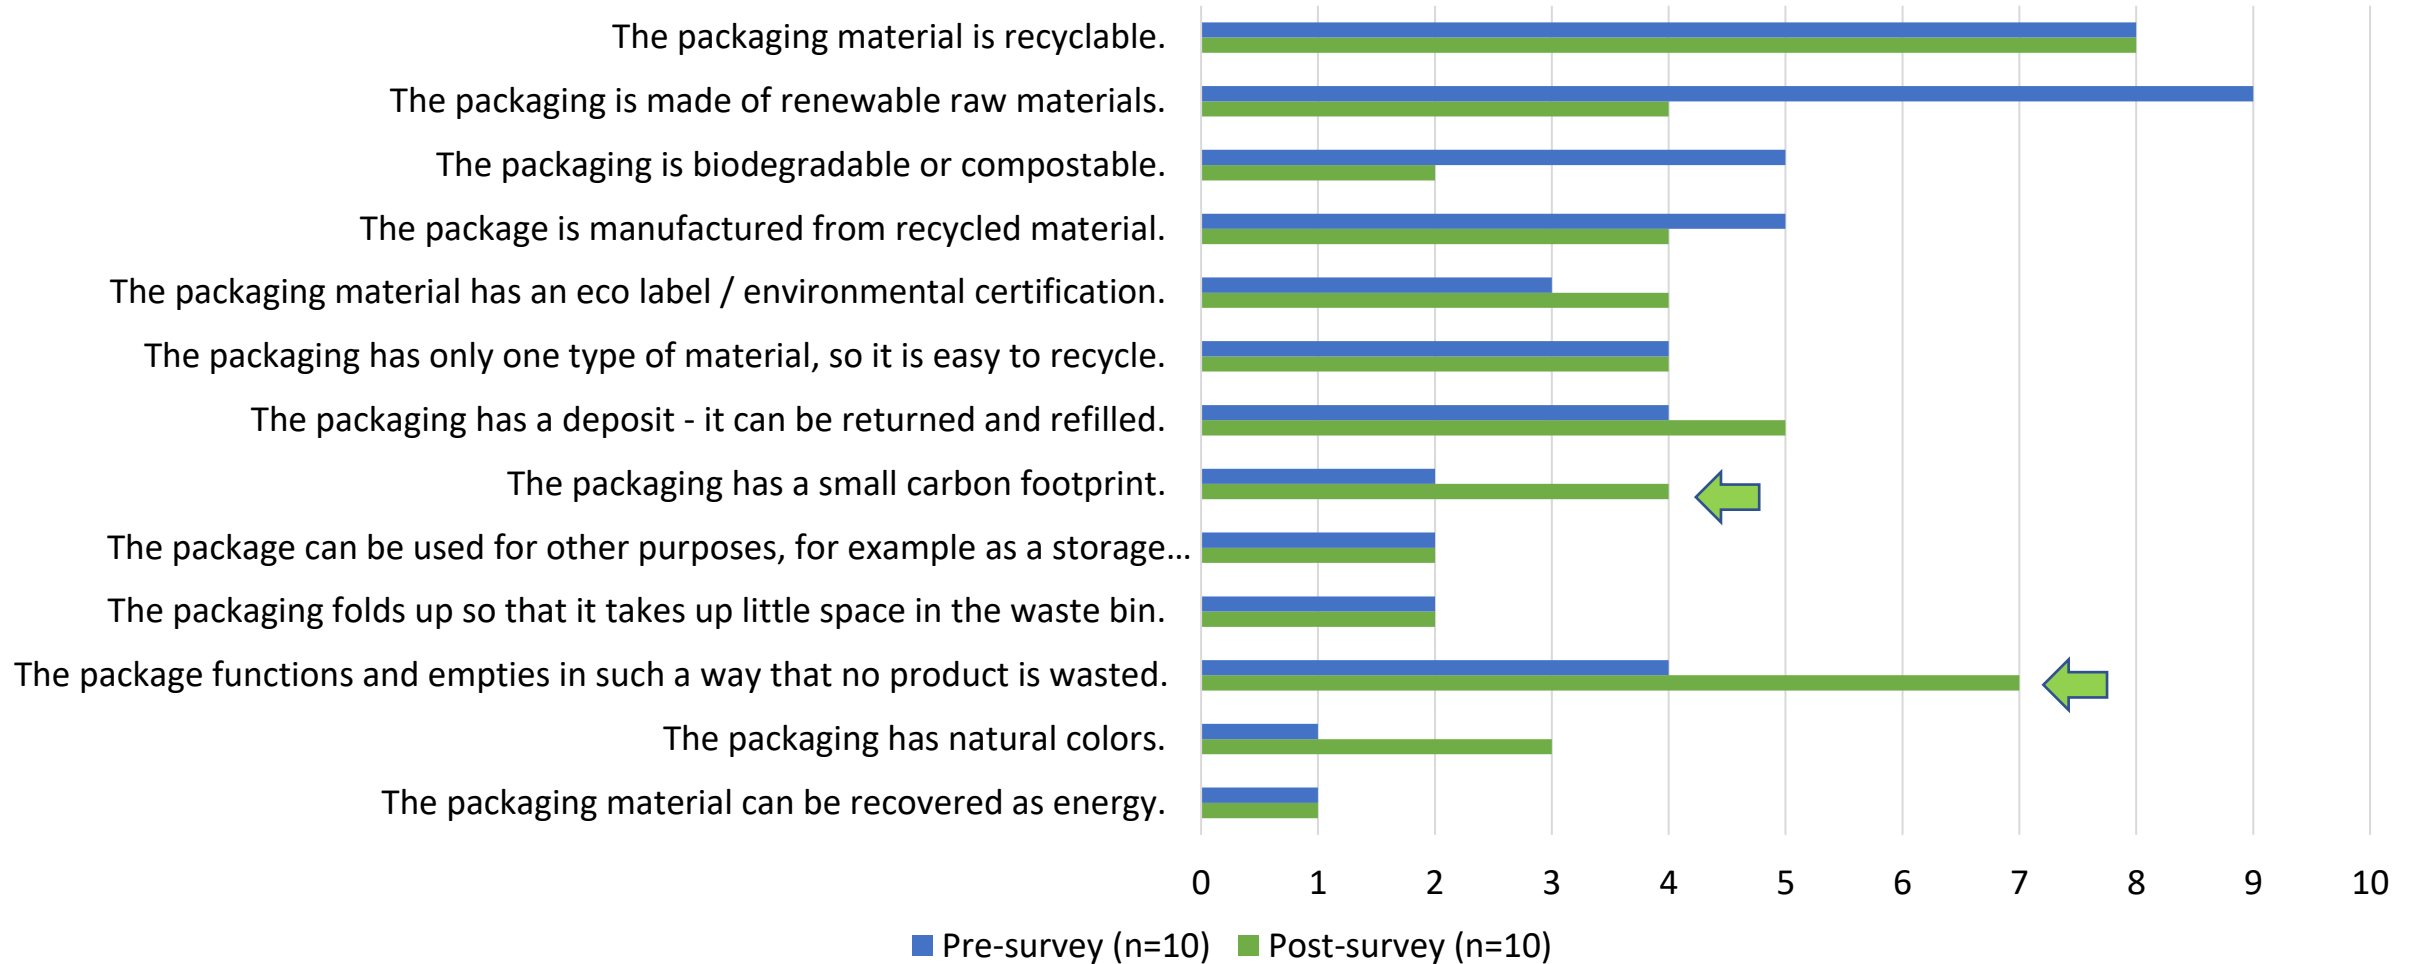 The packaging material is recyclable.
The packaging is made of renewable raw materials.
The packaging is biodegradable or compostable.
The package is manufactured from recycled material.
The packaging material has an eco label / environmental certification.
The packaging has only one type of material, so it is easy to recycle.
The packaging has a deposit - it can be returned and refilled.
The packaging has a small carbon footprint.
The package can be used for other purposes, for example as a storage…
The packaging folds up so that it takes up little space in the waste bin.
The package functions and empties in such a way that no product is wasted.
The packaging has natural colors.
The packaging material can be recovered as energy.
0 1 2 3 4 5 6 7 8 9 10
Pre-survey (n=10) Post-survey (n=10)